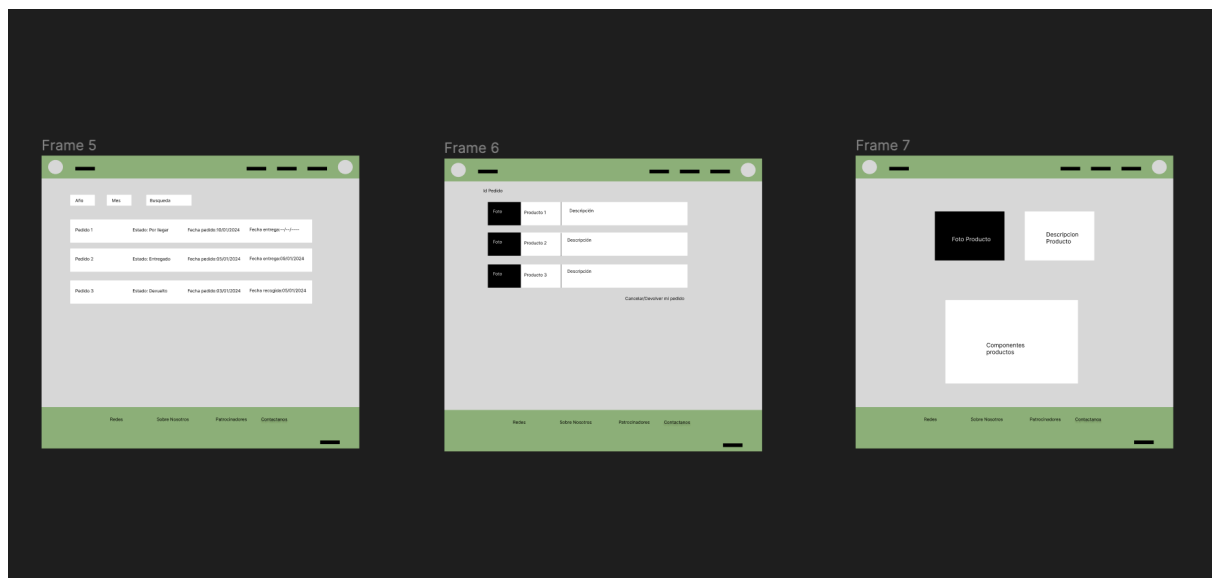 Frame 5
Año Mes Busqueda
Pedido 1 Estado: Por llegar Fecha pedido:10/01/2024 Fecha entrega:--/--/----
Pedido 2 Estado: Entregado Fecha pedido:05/01/2024 Fecha entrega:09/01/2024
Pedido 3 Estado: Devuelto Fecha pedido:03/01/2024 Fecha recogida:05/01/2024
Redes Sobre Nosotros Patrocinadores Contactanos
Frame 6
Id Pedido
Foto Producto 1 Descripción
Foto Producto 2 Descripción
Foto Producto 3 Descripción
Cancelar/Devolver mi pedido
Redes Sobre Nosotros Patrocinadores Contactanos
Frame 7
Foto Producto
Descripcion
Producto
Componentes
productos
Redes Sobre Nosotros Patrocinadores Contactanos